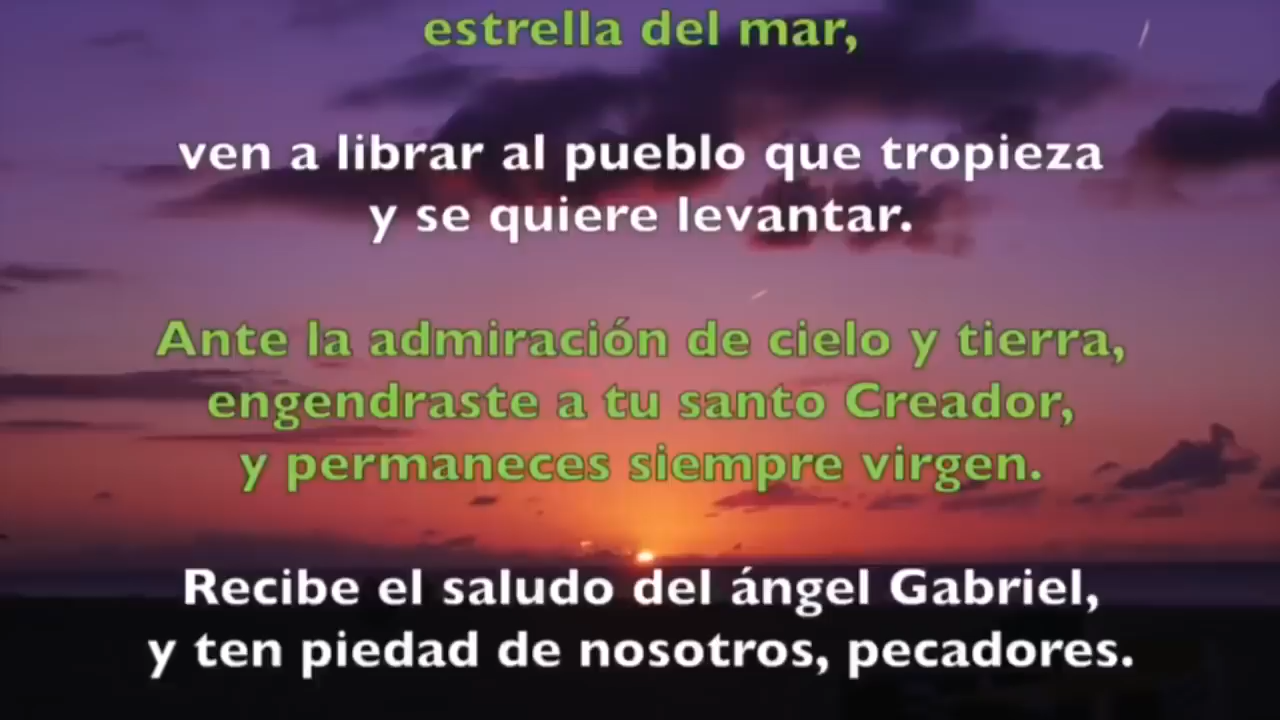 estrella del mar,
ven a librar al pueblo que tropieza
y se quiere levantar.
Ante la admiración de cielo y tierra,
engendraste a tu santo Creador,
y permaneces siempre virgen.
Recibe el saludo del ángel Gabriel,
y ten piedad de nosotros, pecadores.